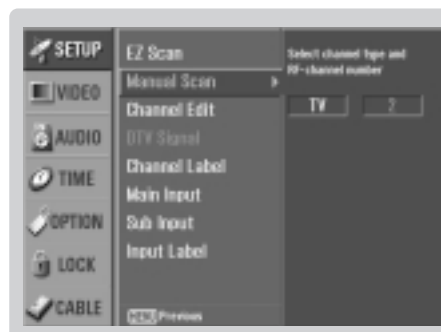 SETUP
VIDEO
AUDIO
TIME
OPTION
LOCK
CABLE
EZ Scan
Manual Scan
Channel Edit
DTV Signal
Channel Label
Main Input
Sub Input
Input Label
MENU Previous
Select channel type and
RF-channel number
TV 2